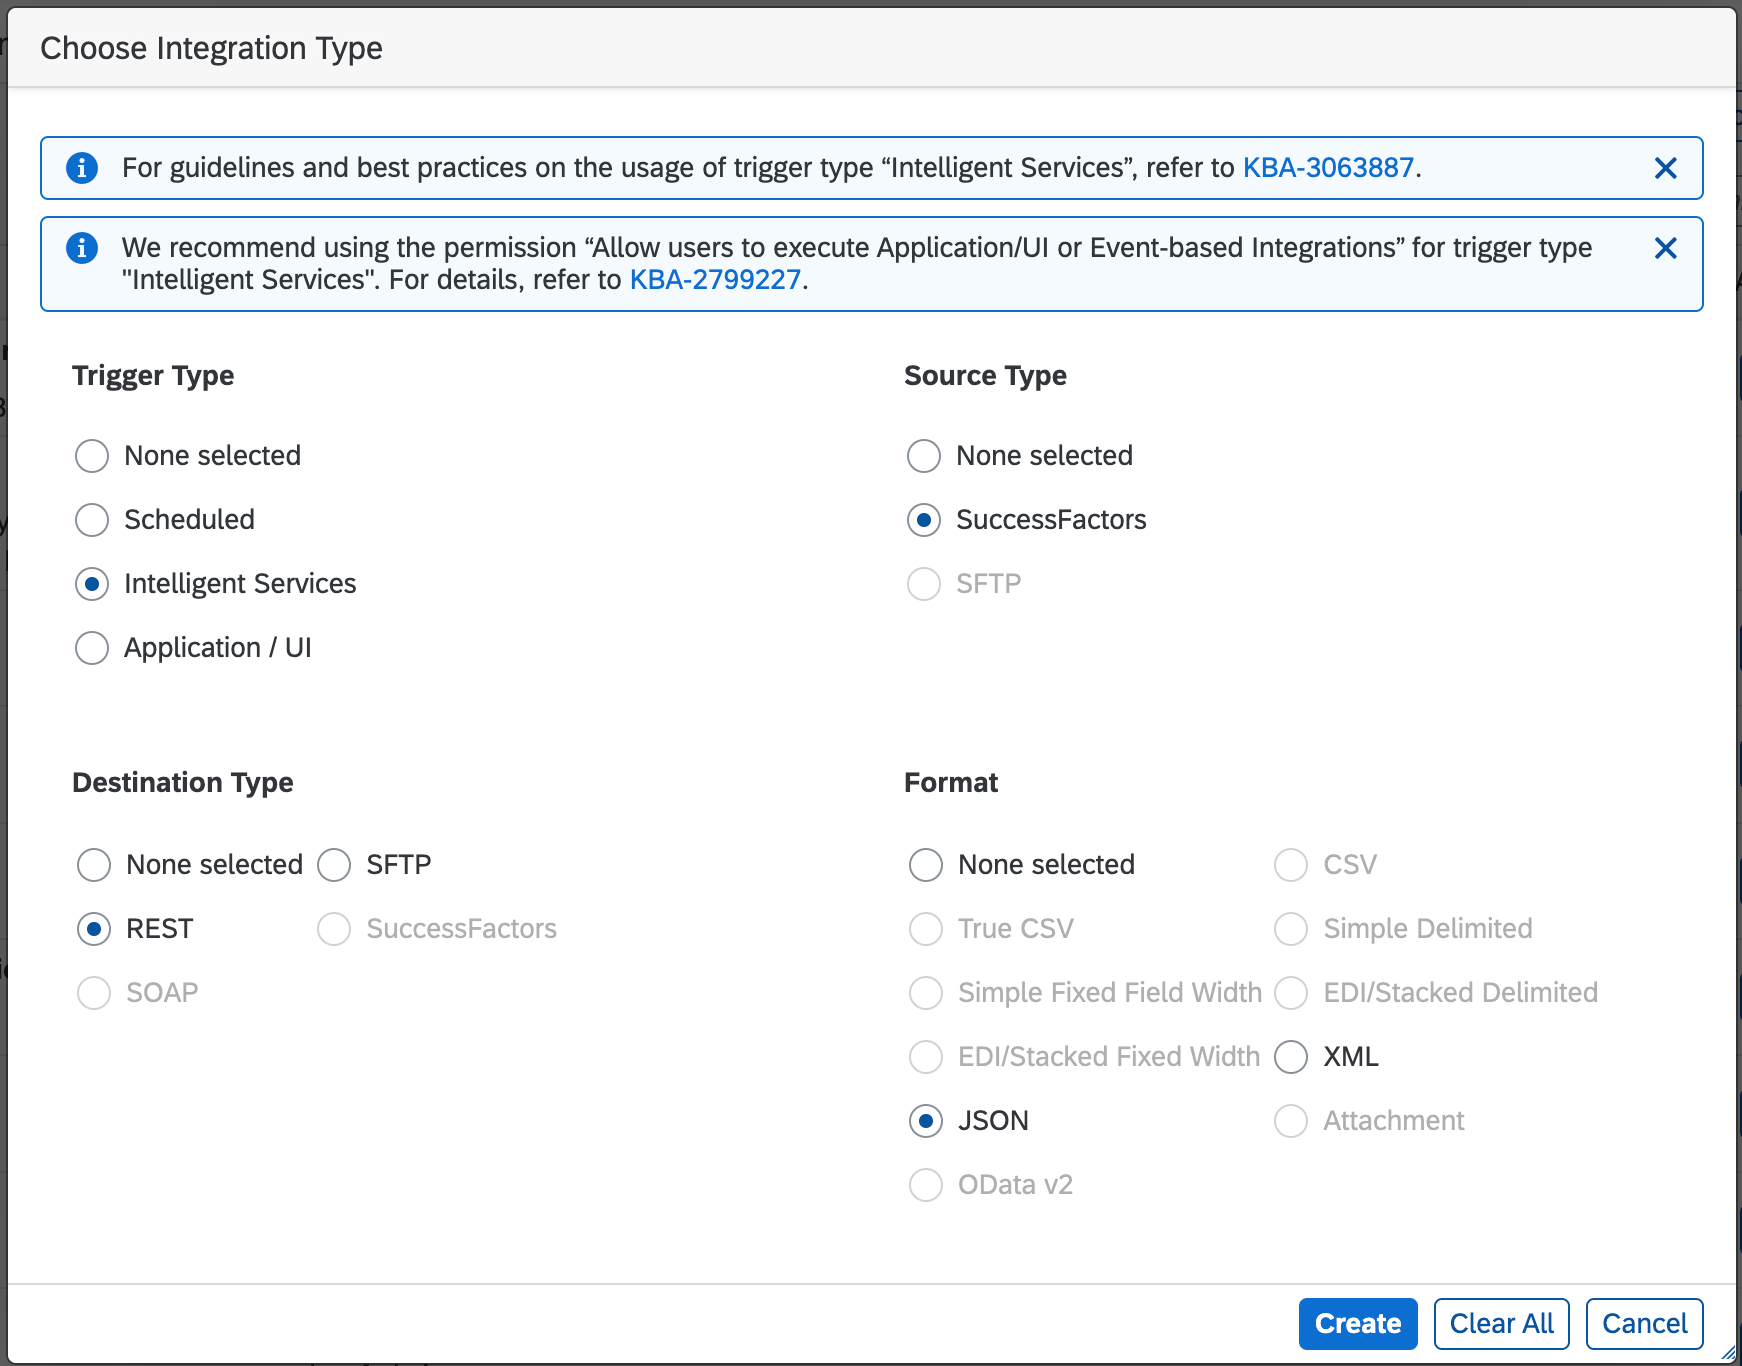 Choose Integration Type
For guidelines and best practices on the usage of trigger type “Intelligent Services”, refer to KBA-3063887.
We recommend using the permission “Allow users to execute Application/UI or Event-based Integrations” for trigger type
"Intelligent Services". For details, refer to KBA-2799227.
Trigger Type
None selected
Scheduled
Intelligent Services
Application / UI
Source Type
None selected
SuccessFactors
SFTP
Destination Type
None selected SFTP
REST SuccessFactors
SOAP
Format
None selected CSV
True CSV Simple Delimited
Simple Fixed Field Width EDI/Stacked Delimited
EDI/Stacked Fixed Width XML
JSON Attachment
OData v2
Create Clear All Cancel